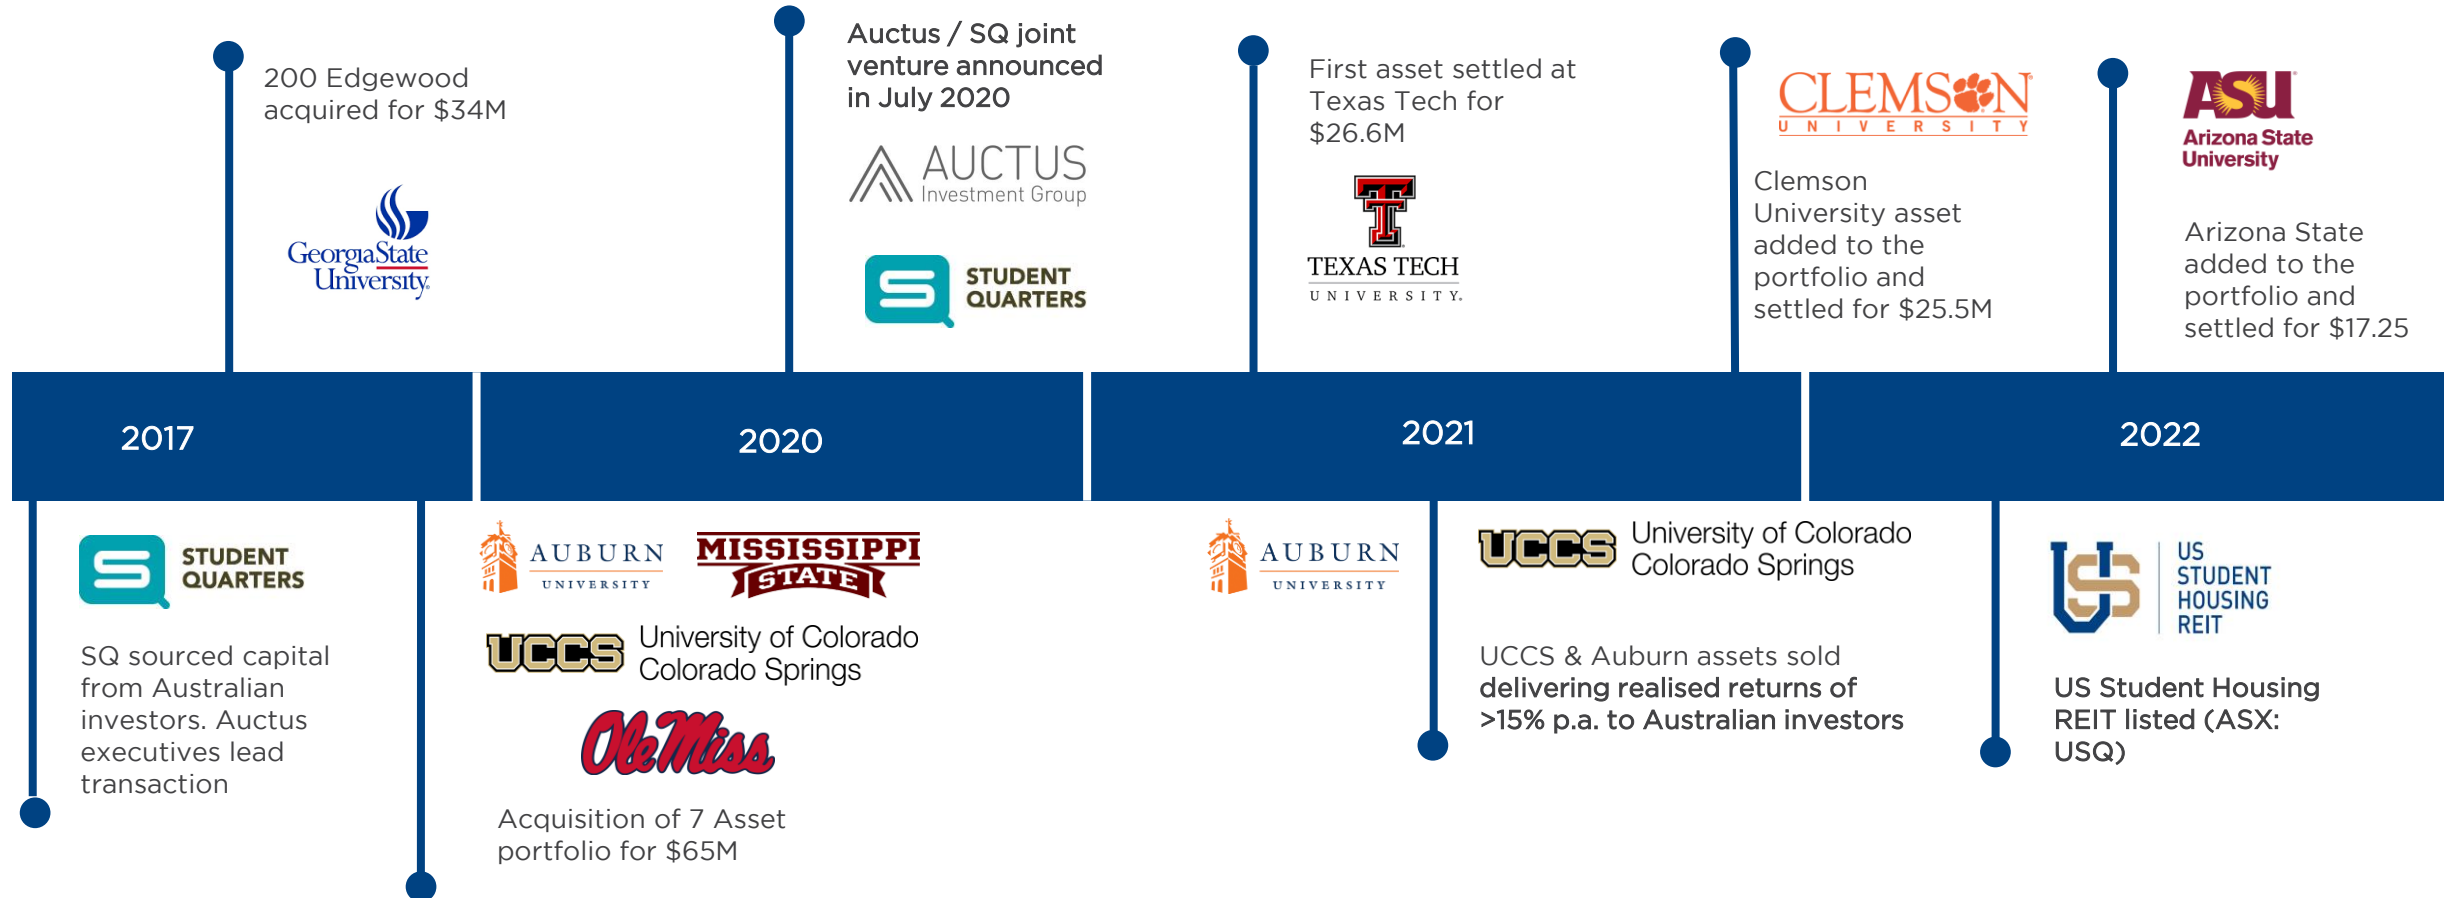 200 Edgewood
acquired for $34M
GeorgiaState
University
Auctus / SQ joint
venture announced
in July 2020
AUCTUS
Investment Group
STUDENT
QUARTERS
First asset settled at
Texas Tech for
$26.6M
TEXAS TECH
UNIVERSITY.
CLEMSON
UNIVERSITY
Clemson
University asset
added to the
portfolio and
settled for $25.5M
ASU
Arizona State
University
Arizona State
added to the
portfolio and
settled for $17.25
2017
2020
2021
2022
STUDENT
QUARTERS
SQ sourced capital
from Australian
investors. Auctus
executives lead
transaction
AUBURN
UNIVERSITY
MISSISSIPPI
STATE
UCCS
University of Colorado
Colorado Springs
Ole Miss
Acquisition of 7 Asset
portfolio for $65M
AUBURN
UNIVERSITY
UCCS
University of Colorado
Colorado Springs
UCCS & Auburn assets sold
delivering realised returns of
>15% p.a. to Australian investors
US
US
STUDENT
HOUSING
REIT
US Student Housing
REIT listed (ASX:
USQ)